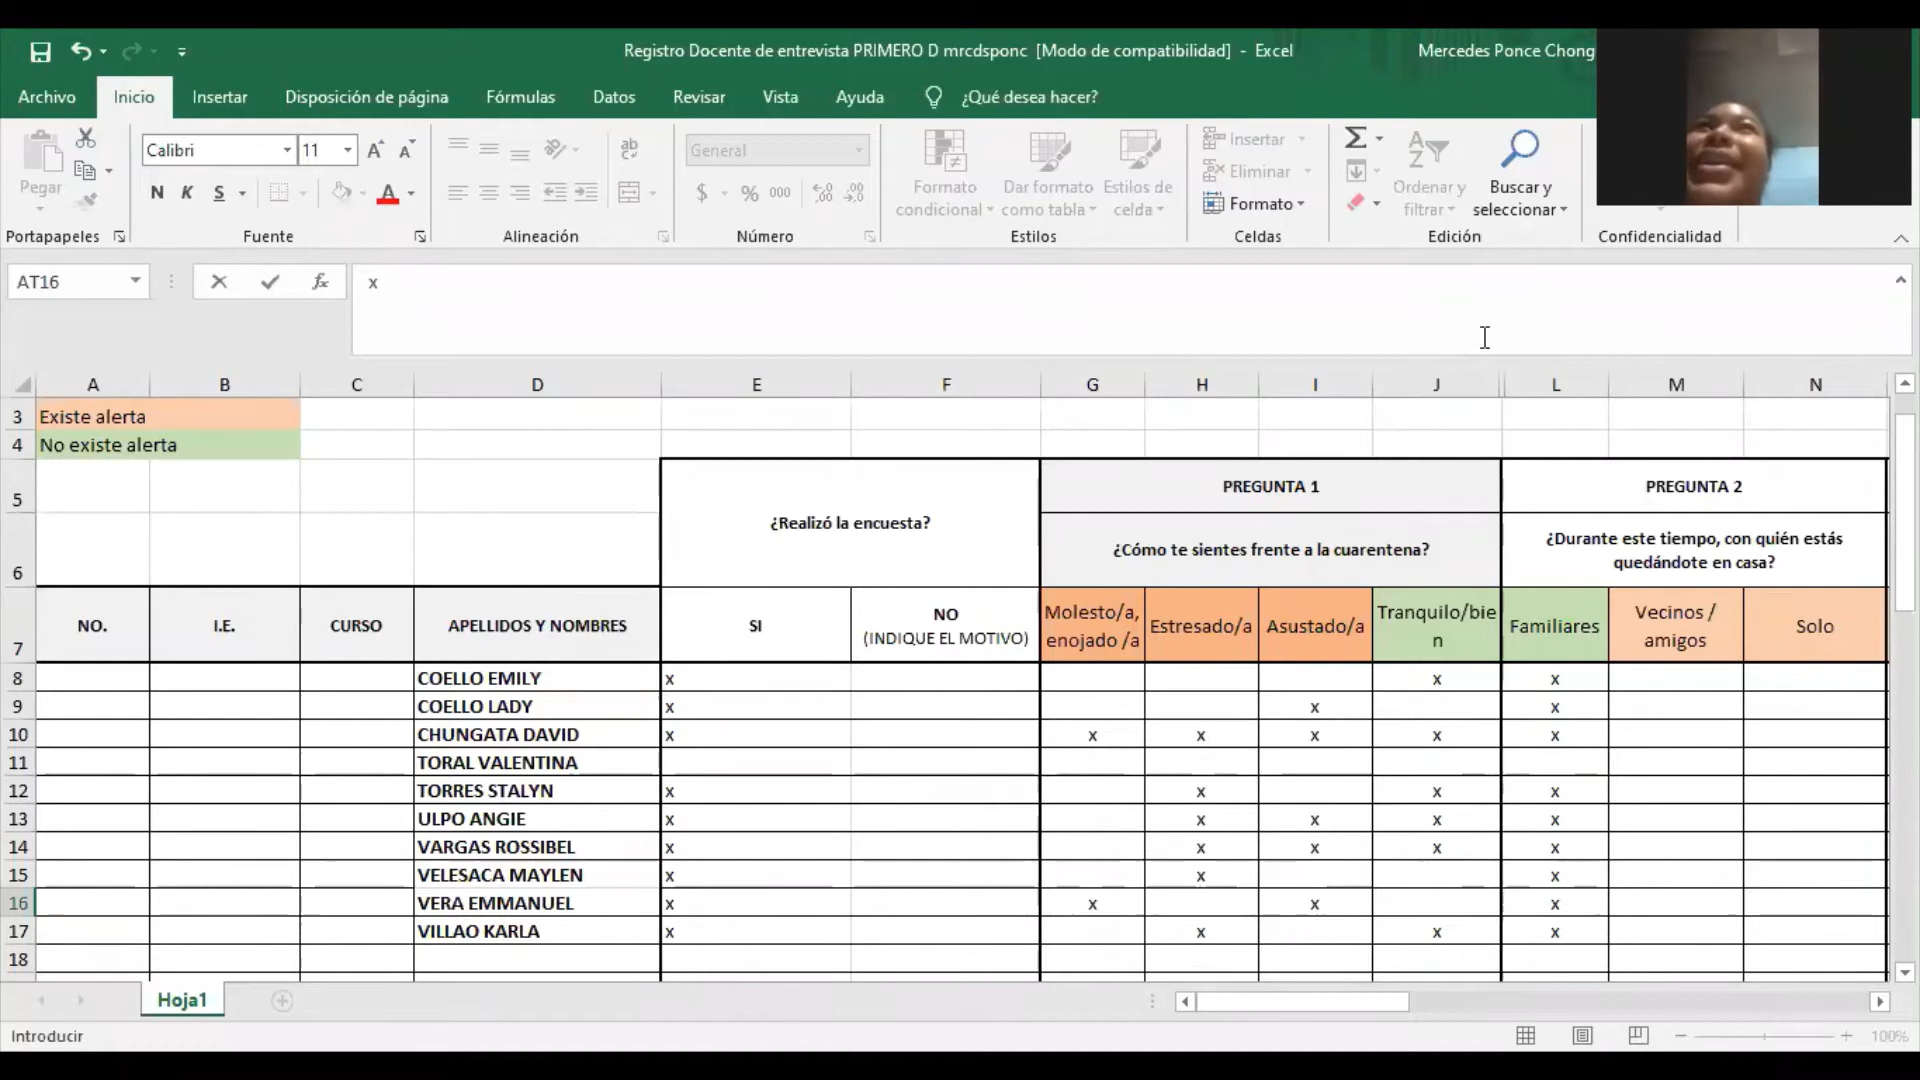 Registro Docente de entrevista PRIMERO D mrcdsponc [Modo de compatibilidad] - Excel
Mercedes Ponce Chong
Archivo Inicio Insertar Disposición de página Fórmulas Datos Revisar Vista Ayuda ¿Qué desea hacer?
Pegar
Calibri 11
N K S A
ab
General
$ % 000
Formato condicional
Dar formato como tabla
Estilos de celda
Insertar
Eliminar
Formato
Ordenar y filtrar
Buscar y seleccionar
Portapapeles Fuente Alineación Número Estilos Celdas Edición Confidencialidad
AT16 fx x
A B C D E F G H I J L M N
3 Existe alerta
4 No existe alerta
5 PREGUNTA 1 PREGUNTA 2
¿Realizó la encuesta?
6 ¿Cómo te sientes frente a la cuarentena? ¿Durante este tiempo, con quién estás quedándote en casa?
7 NO. I.E. CURSO APELLIDOS Y NOMBRES SI NO (INDIQUE EL MOTIVO) Molesto/a, enojado /a Estresado/a Asustado/a Tranquilo/bien Familiares Vecinos / amigos Solo
8 COELLO EMILY x x x
9 COELLO LADY x x x
10 CHUNGATA DAVID x x x x x x
11 TORAL VALENTINA
12 TORRES STALYN x x x x
13 ULPO ANGIE x x x x x
14 VARGAS ROSSIBEL x x x x x
15 VELESACA MAYLEN x x x
16 VERA EMMANUEL x x x x
17 VILLAO KARLA x x x x
18
Hoja1
Introducir
100%